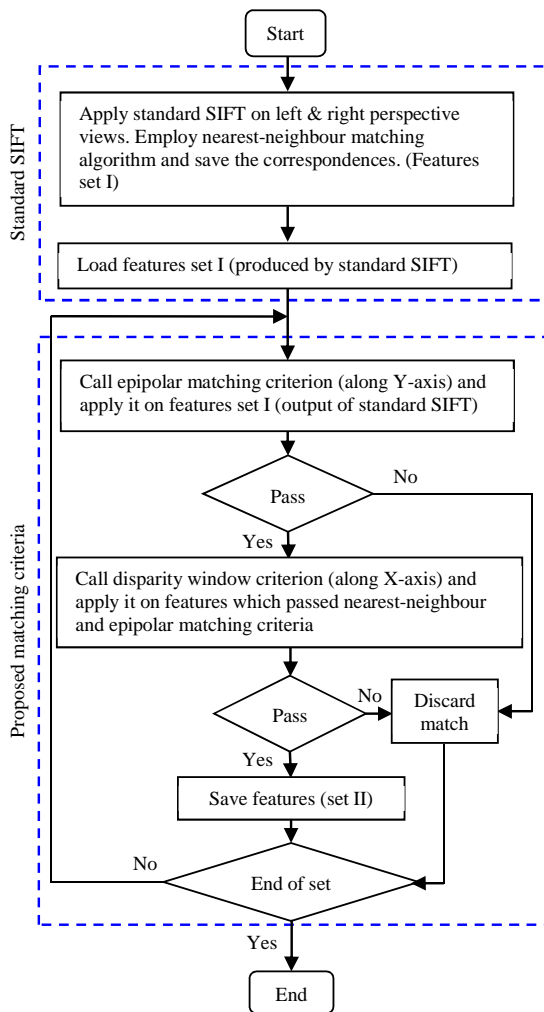 Start
Standard SIFT
Apply standard SIFT on left & right perspective
views. Employ nearest-neighbour matching
algorithm and save the correspondences. (Features
set I)
Load features set I (produced by standard SIFT)
Proposed matching criteria
Call epipolar matching criterion (along Y-axis) and
apply it on features set I (output of standard SIFT)
Pass
No
Yes
Call disparity window criterion (along X-axis) and
apply it on features which passed nearest-neighbour
and epipolar matching criteria
Pass
No
Discard
match
Yes
Save features (set II)
No
End of set
Yes
End